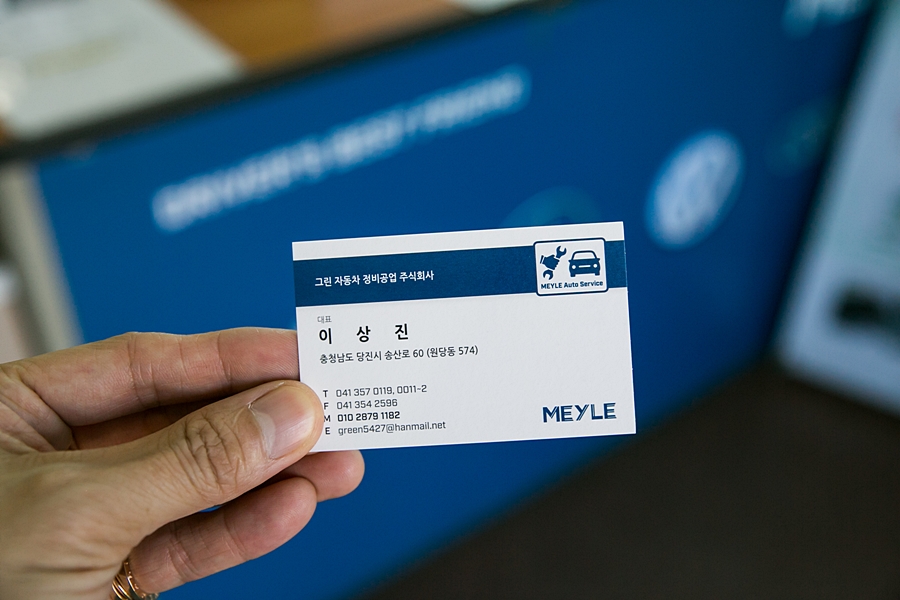 그린 자동차 정비공업 주식회사
MEYLE Auto Service
대표
이 상 진
충청남도 당진시 송산로 60 (원당동 574)
T 041 357 0119, 0011-2
F 041 354 2596
M 010 2879 1182
E green5427@hanmail.net
MEYLE